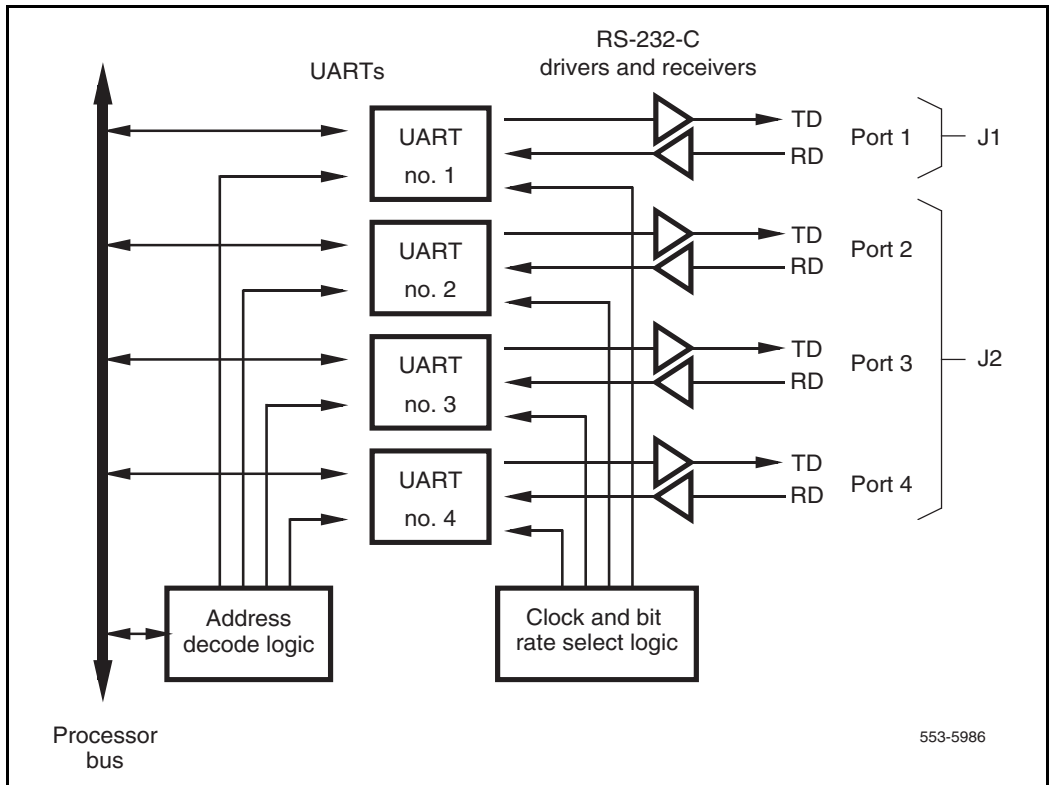 RS-232-C
drivers and receivers
UARTs
UART
no. 1
TD
RD
Port 1
J1
UART
no. 2
TD
RD
Port 2
UART
no. 3
TD
RD
Port 3
J2
UART
no. 4
TD
RD
Port 4
Address
decode logic
Clock and bit
rate select logic
Processor
bus
553-5986